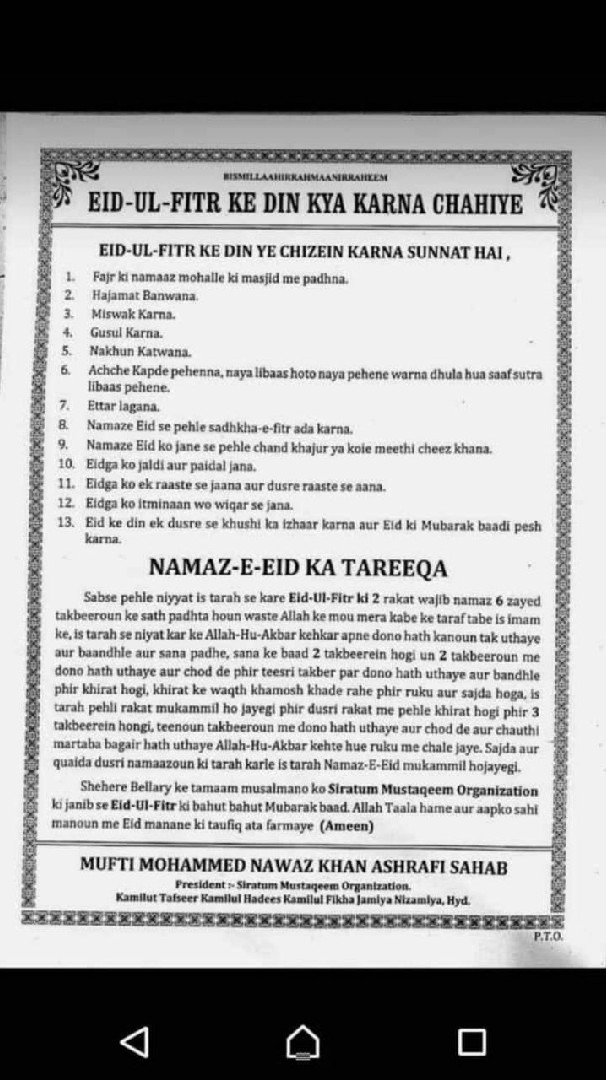 BISMILLAAHIRRAHMAANIRRAHEEM
EID-UL-FITR KE DIN KYA KARNA CHAHIYE
EID-UL-FITR KE DIN YE CHIZEIN KARNA SUNNAT HAI ,
1. Fajr ki namaaz mohalle ki masjid me padhna.
2. Hajamat Banwana.
3. Miswak Karna.
4. Gusul Karna.
5. Nakhun Katwana.
6. Achche Kapde pehenna, naya libaas hoto naya pehene warna dhula hua saaf sutra
libaas pehene.
7. Ettar lagana.
8. Namaze Eid se pehle sadhkha-e-fitr ada karna.
9. Namaze Eid ko jane se pehle chand khajur ya koie meethi cheez khana.
10. Eidga ko jaldi aur paidal jana.
11. Eidga ko ek raaste se jaana aur dusre raaste se aana.
12. Eidga ko itminaan wo wiqar se jana.
13. Eid ke din ek dusre se khushi ka izhaar karna aur Eid ki Mubarak baadi pesh
karna.
NAMAZ-E-EID KA TAREEQA
Sabse pehle niyyat is tarah se kare Eid-Ul-Fitr ki 2 rakat wajib namaz 6 zayed
takbeeroun ke sath padhta houn waste Allah ke mou mera kabe ke taraf tabe is imam
ke, is tarah se niyat kar ke Allah-Hu-Akbar kehkar apne dono hath kanoun tak uthaye
aur baandhle aur sana padhe, sana ke baad 2 takbeerein hogi un 2 takbeeroun me
dono hath uthaye aur chod de phir teesri takber par dono hath uthaye aur bandhle
phir khirat hogi, khirat ke waqth khamosh khade rahe phir ruku aur sajda hoga, is
tarah pehli rakat mukammil ho jayegi phir dusri rakat me pehle khirat hogi phir 3
takbeerein hongi, teenoun takbeeroun me dono hath uthaye aur chod de aur chauthi
martaba bagair hath uthaye Allah-Hu-Akbar kehte hue ruku me chale jaye. Sajda aur
quaida dusri namaazoun ki tarah karle is tarah Namaz-E-Eid mukammil hojayegi.
Shehere Bellary ke tamaam musalmano ko Siratum Mustaqeem Organization
ki janib se Eid-Ul-Fitr ki bahut bahut Mubarak baad. Allah Taala hame aur aapko sahi
manoun me Eid manane ki taufiq ata farmaye (Ameen)
MUFTI MOHAMMED NAWAZ KHAN ASHRAFI SAHAB
President :- Siratum Mustaqeem Organization.
Kamilut Tafseer Kamilul Hadees Kamilul Fikha Jamiya Nizamiya, Hyd.
P.T.O.